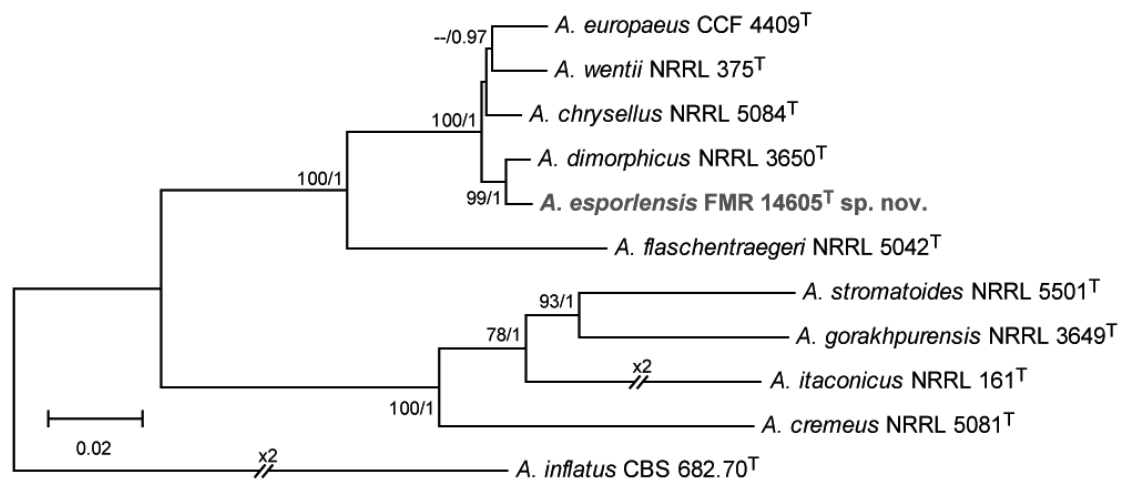 A. europaeus CCF 4409T
--/0.97
A. wentii NRRL 375T
A. chrysellus NRRL 5084T
100/1
A. dimorphicus NRRL 3650T
100/1
99/1
A. esporlensis FMR 14605T sp. nov.
A. flaschentraegeri NRRL 5042T
A. stromatoides NRRL 5501T
93/1
78/1
A. gorakhpurensis NRRL 3649T
x2
A. itaconicus NRRL 161T
100/1
A. cremeus NRRL 5081T
0.02
x2
A. inflatus CBS 682.70T